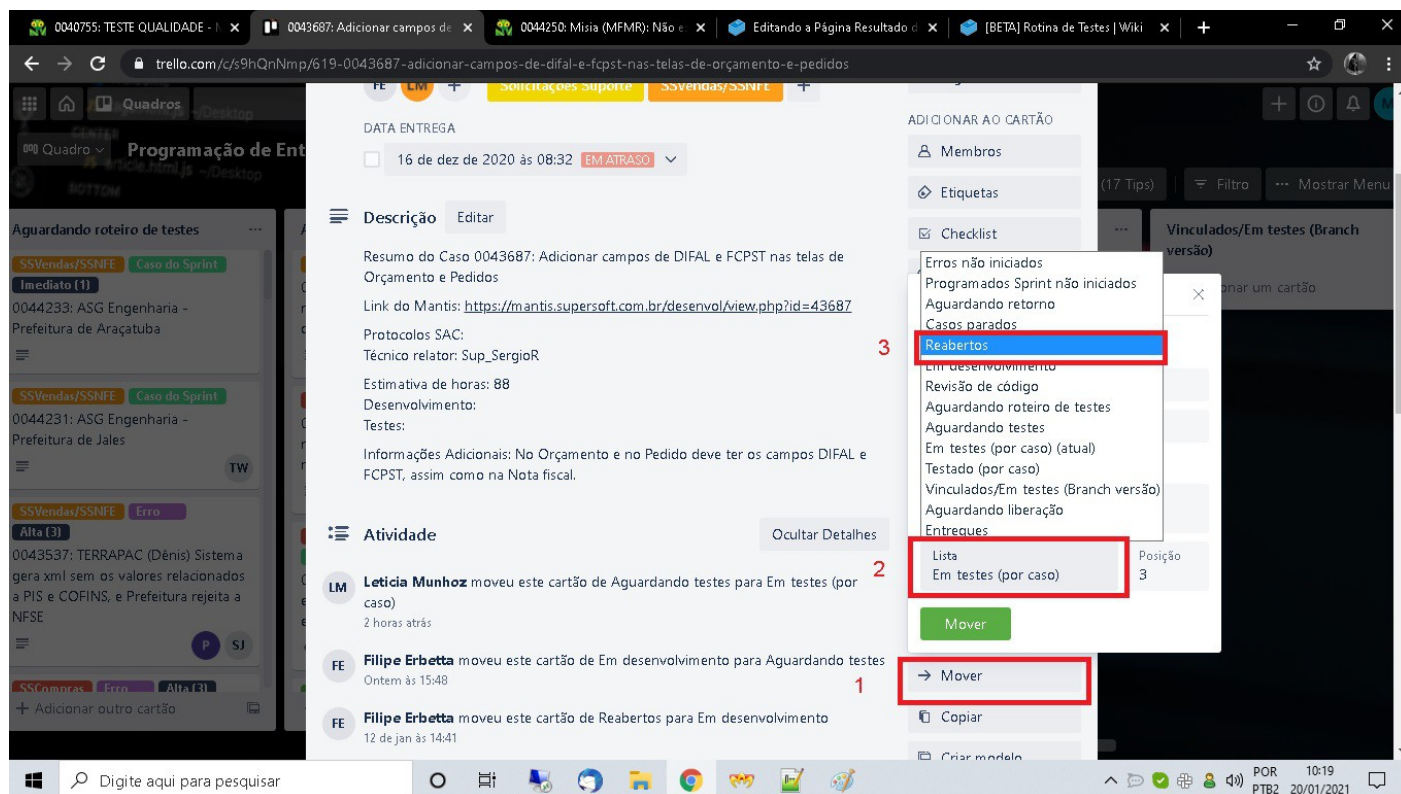 0040755: TESTE QUALIDADE - 
0043687: Adicionar campos de
0044250: Misia (MFMR): Não e
Editando a Página Resultado d
[BETA] Rotina de Testes | Wiki
trello.com/c/s9hQnNmp/619-0043687-adicionar-campos-de-difal-e-fcpst-nas-telas-de-orçamento-e-pedidos
Quadros
~/Desktop
CENTER
Quadro
Programação de Ent
article.html.js ~/Desktop
BOTTOM
(17 Tips)
Filtro
Mostrar Menu
Aguardando roteiro de testes
SSVendas/SSNFE Caso do Sprint
Imediato (1)
0044233: ASG Engenharia -
Prefeitura de Araçatuba
SSVendas/SSNFE Caso do Sprint
0044231: ASG Engenharia -
Prefeitura de Jales
TW
SSVendas/SSNFE Erro
Alta (3)
0043537: TERRAPAC (Dênis) Sistema
gera xml sem os valores relacionados
a PIS e COFINS, e Prefeitura rejeita a
NFSE
P SJ
SSCompras Erro Alta (3)
+ Adicionar outro cartão
FE LM + Solicitações Suporte SSVendas/SSNFE +
DATA ENTREGA
16 de dez de 2020 às 08:32 EM ATRASO
Descrição Editar
Resumo do Caso 0043687: Adicionar campos de DIFAL e FCPST nas telas de
Orçamento e Pedidos
Link do Mantis: https://mantis.supersoft.com.br/desenvol/view.php?id=43687
Protocolos SAC:
Técnico relator: Sup_SergioR
Estimativa de horas: 88
Desenvolvimento:
Testes:
Informações Adicionais: No Orçamento e no Pedido deve ter os campos DIFAL e
FCPST, assim como na Nota fiscal.
Atividade
Ocultar Detalhes
LM Leticia Munhoz moveu este cartão de Aguardando testes para Em testes (por
caso)
2 horas atrás
FE Filipe Erbetta moveu este cartão de Em desenvolvimento para Aguardando testes
Ontem às 15:48
FE Filipe Erbetta moveu este cartão de Reabertos para Em desenvolvimento
12 de jan às 14:41
ADICIONAR AO CARTÃO
Membros
Etiquetas
Checklist
Erros não iniciados
Programados Sprint não iniciados
Aguardando retorno
Casos parados
3
Reabertos
Em desenvolvimento
Revisão de código
Aguardando roteiro de testes
Aguardando testes
Em testes (por caso) (atual)
Testado (por caso)
Vinculados/Em testes (Branch versão)
Aguardando liberação
Entregues
2
Lista
Em testes (por caso)
Posição
3
Mover
1
→ Mover
Copiar
Criar modelo
Vinculados/Em testes (Branch
versão)
onar um cartão
Digite aqui para pesquisar
POR
PTB2
10:19
20/01/2021